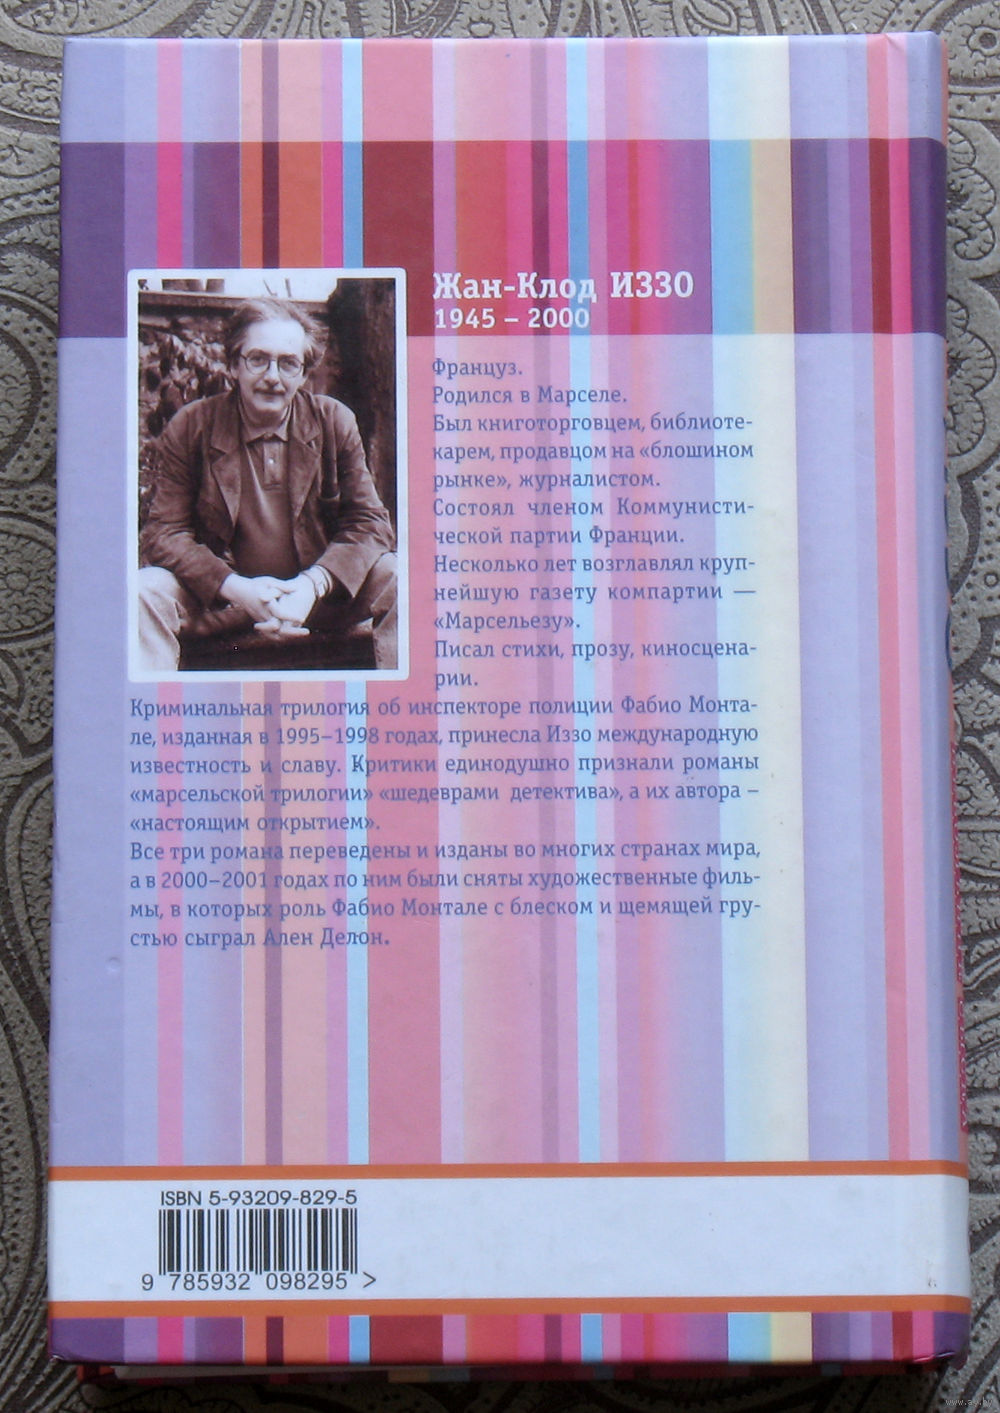 Жан-Клод ИЗЗО
1945 – 2000
Француз.
Родился в Марселе.
Был книготорговцем, библиоте-
карем, продавцом на «блошином
рынке», журналистом.
Состоял членом Коммунисти-
ческой партии Франции.
Несколько лет возглавлял круп-
нейшую газету компартии —
«Марсельезу».
Писал стихи, прозу, киносцена-
рии.
Криминальная трилогия об инспекторе полиции Фабио Монта-
ле, изданная в 1995–1998 годах, принесла Иззо международную
известность и славу. Критики единодушно признали романы
«марсельской трилогии» «шедеврами детектива», а их автора –
«настоящим открытием».
Все три романа переведены и изданы во многих странах мира,
а в 2000–2001 годах по ним были сняты художественные филь-
мы, в которых роль Фабио Монтале с блеском и щемящей гру-
стью сыграл Ален Делон.
ISBN 5-93209-829-5
9 785932 098295 >